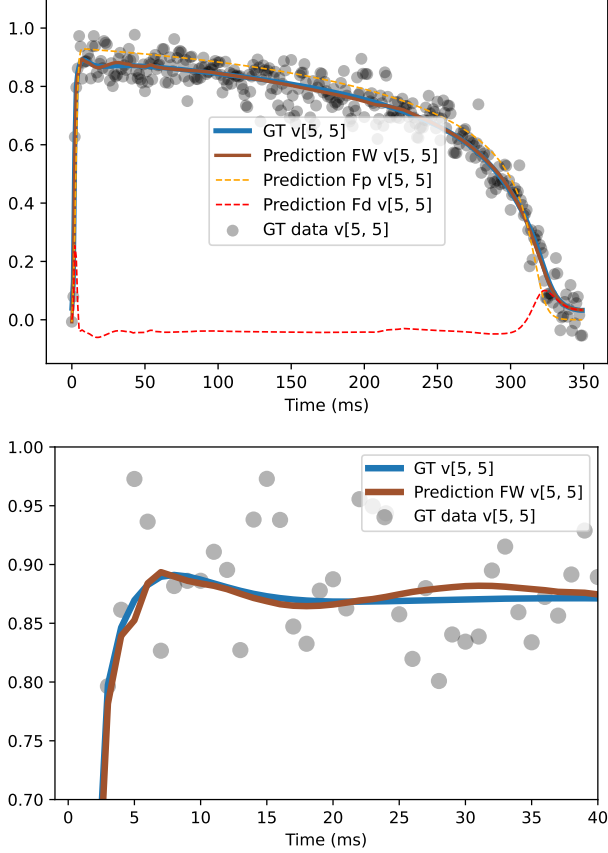 1.0
0.8
0.6
0.4
0.2
0.0
GT v[5, 5]
Prediction FW v[5, 5]
Prediction Fp v[5, 5]
Prediction Fd v[5, 5]
GT data v[5, 5]
0 50 100 150 200 250 300 350
Time (ms)
1.00
0.95
0.90
0.85
0.80
0.75
0.70
GT v[5, 5]
Prediction FW v[5, 5]
GT data v[5, 5]
0 5 10 15 20 25 30 35 40
Time (ms)